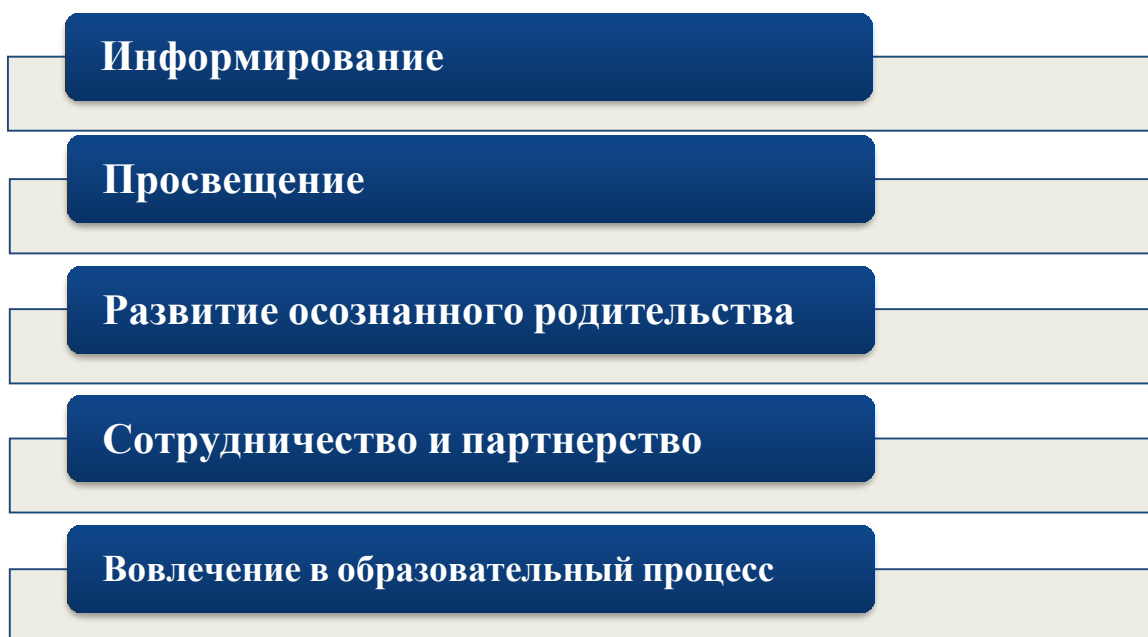 Информирование
Просвещение
Развитие осознанного родительства
Сотрудничество и партнерство
Вовлечение в образовательный процесс